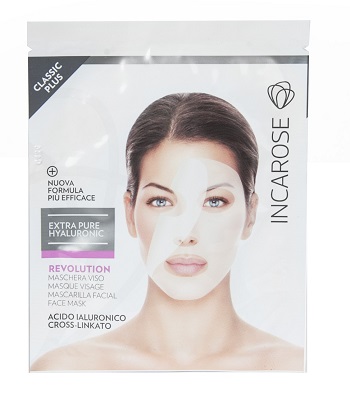 CLASSIC
PLUS
INCAROSE
NUOVA
FORMULA
PIÙ EFFICACE
EXTRA PURE
HYALURONIC
REVOLUTION
MASCHERA VISO
MASQUE VISAGE
MASCARILLA FACIAL
FACE MASK
ACIDO IALURONICO
CROSS-LINKATO